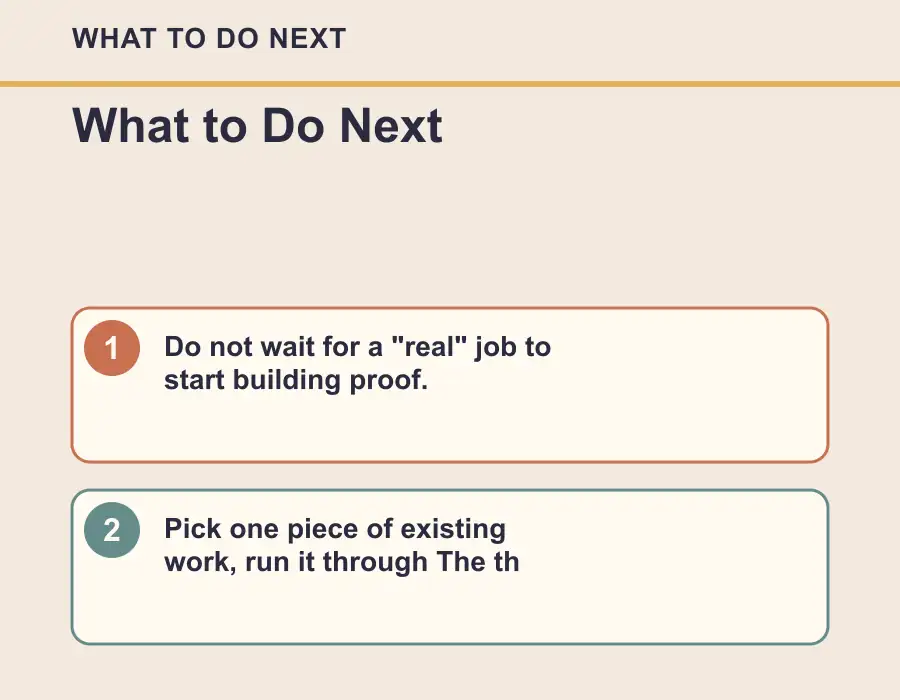 WHAT TO DO NEXT
What to Do Next
1
Do not wait for a "real" job to
start building proof.
2
Pick one piece of existing
work, run it through The th